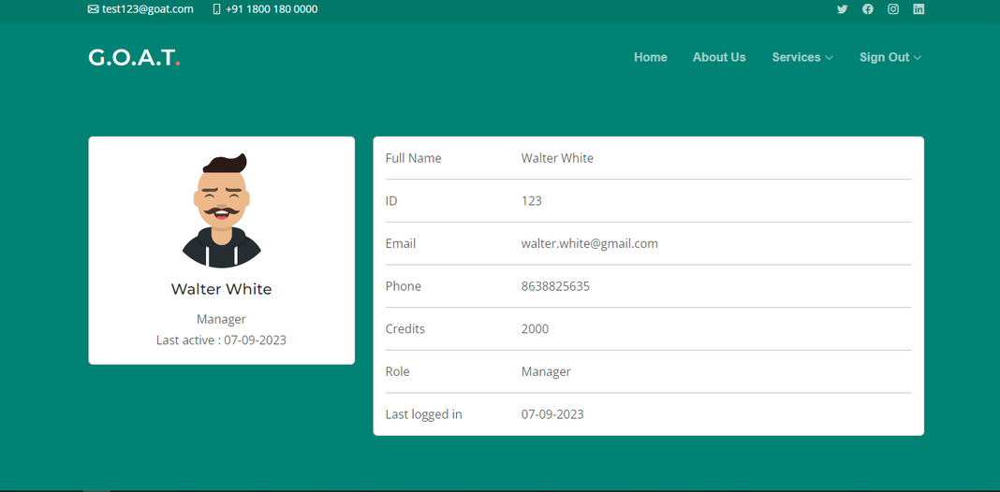 test123@goat.com +91 1800 180 0000
G.O.A.T. Home About Us Services Sign Out
Walter White
Manager
Last active : 07-09-2023
Full Name Walter White
ID 123
Email walter.white@gmail.com
Phone 8638825635
Credits 2000
Role Manager
Last logged in 07-09-2023